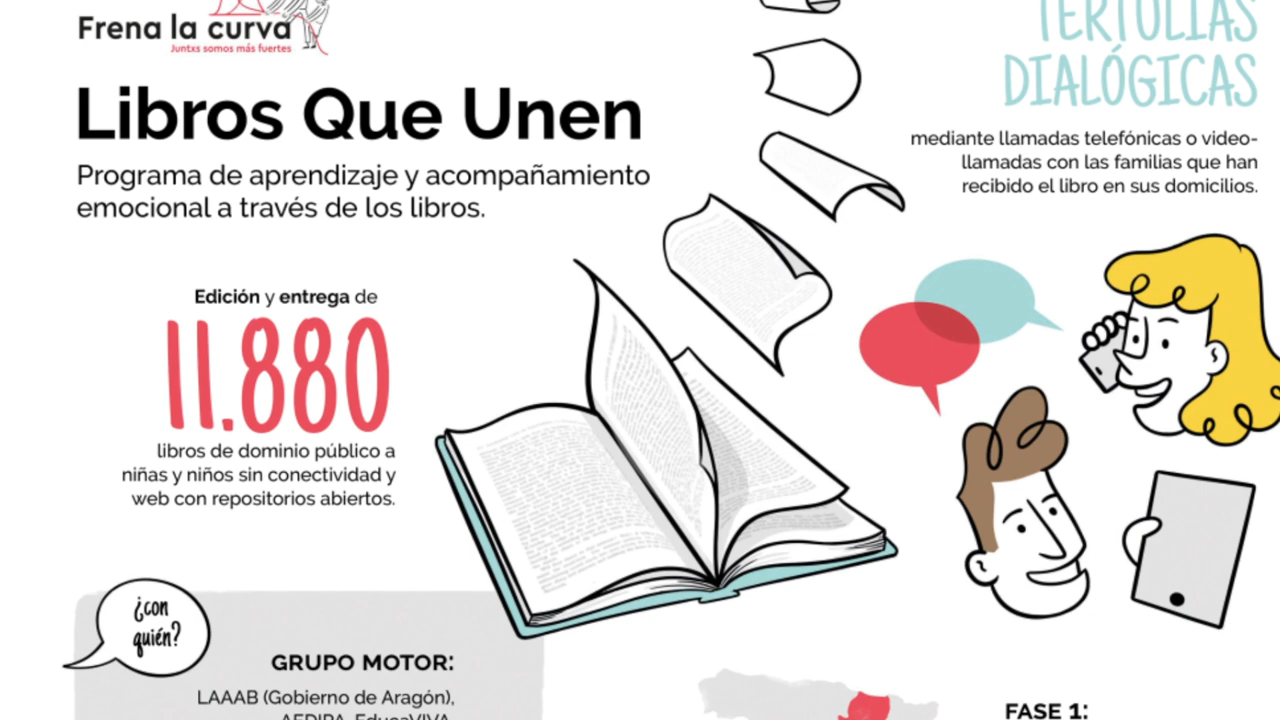 Frena la curva
Juntxs somos más fuertes
Libros Que Unen
Programa de aprendizaje y acompañamiento
emocional a través de los libros.
Edición y entrega de
11.880
libros de dominio público a
niñas y niños sin conectividad y
web con repositorios abiertos.
TERTULIAS
DIALÓGICAS
mediante llamadas telefónicas o video-
llamadas con las familias que han
recibido el libro en sus domicilios.
¿con
quién?
GRUPO MOTOR:
LAAAB (Gobierno de Aragón),
AEDIPA, EducaVIVA
FASE 1: